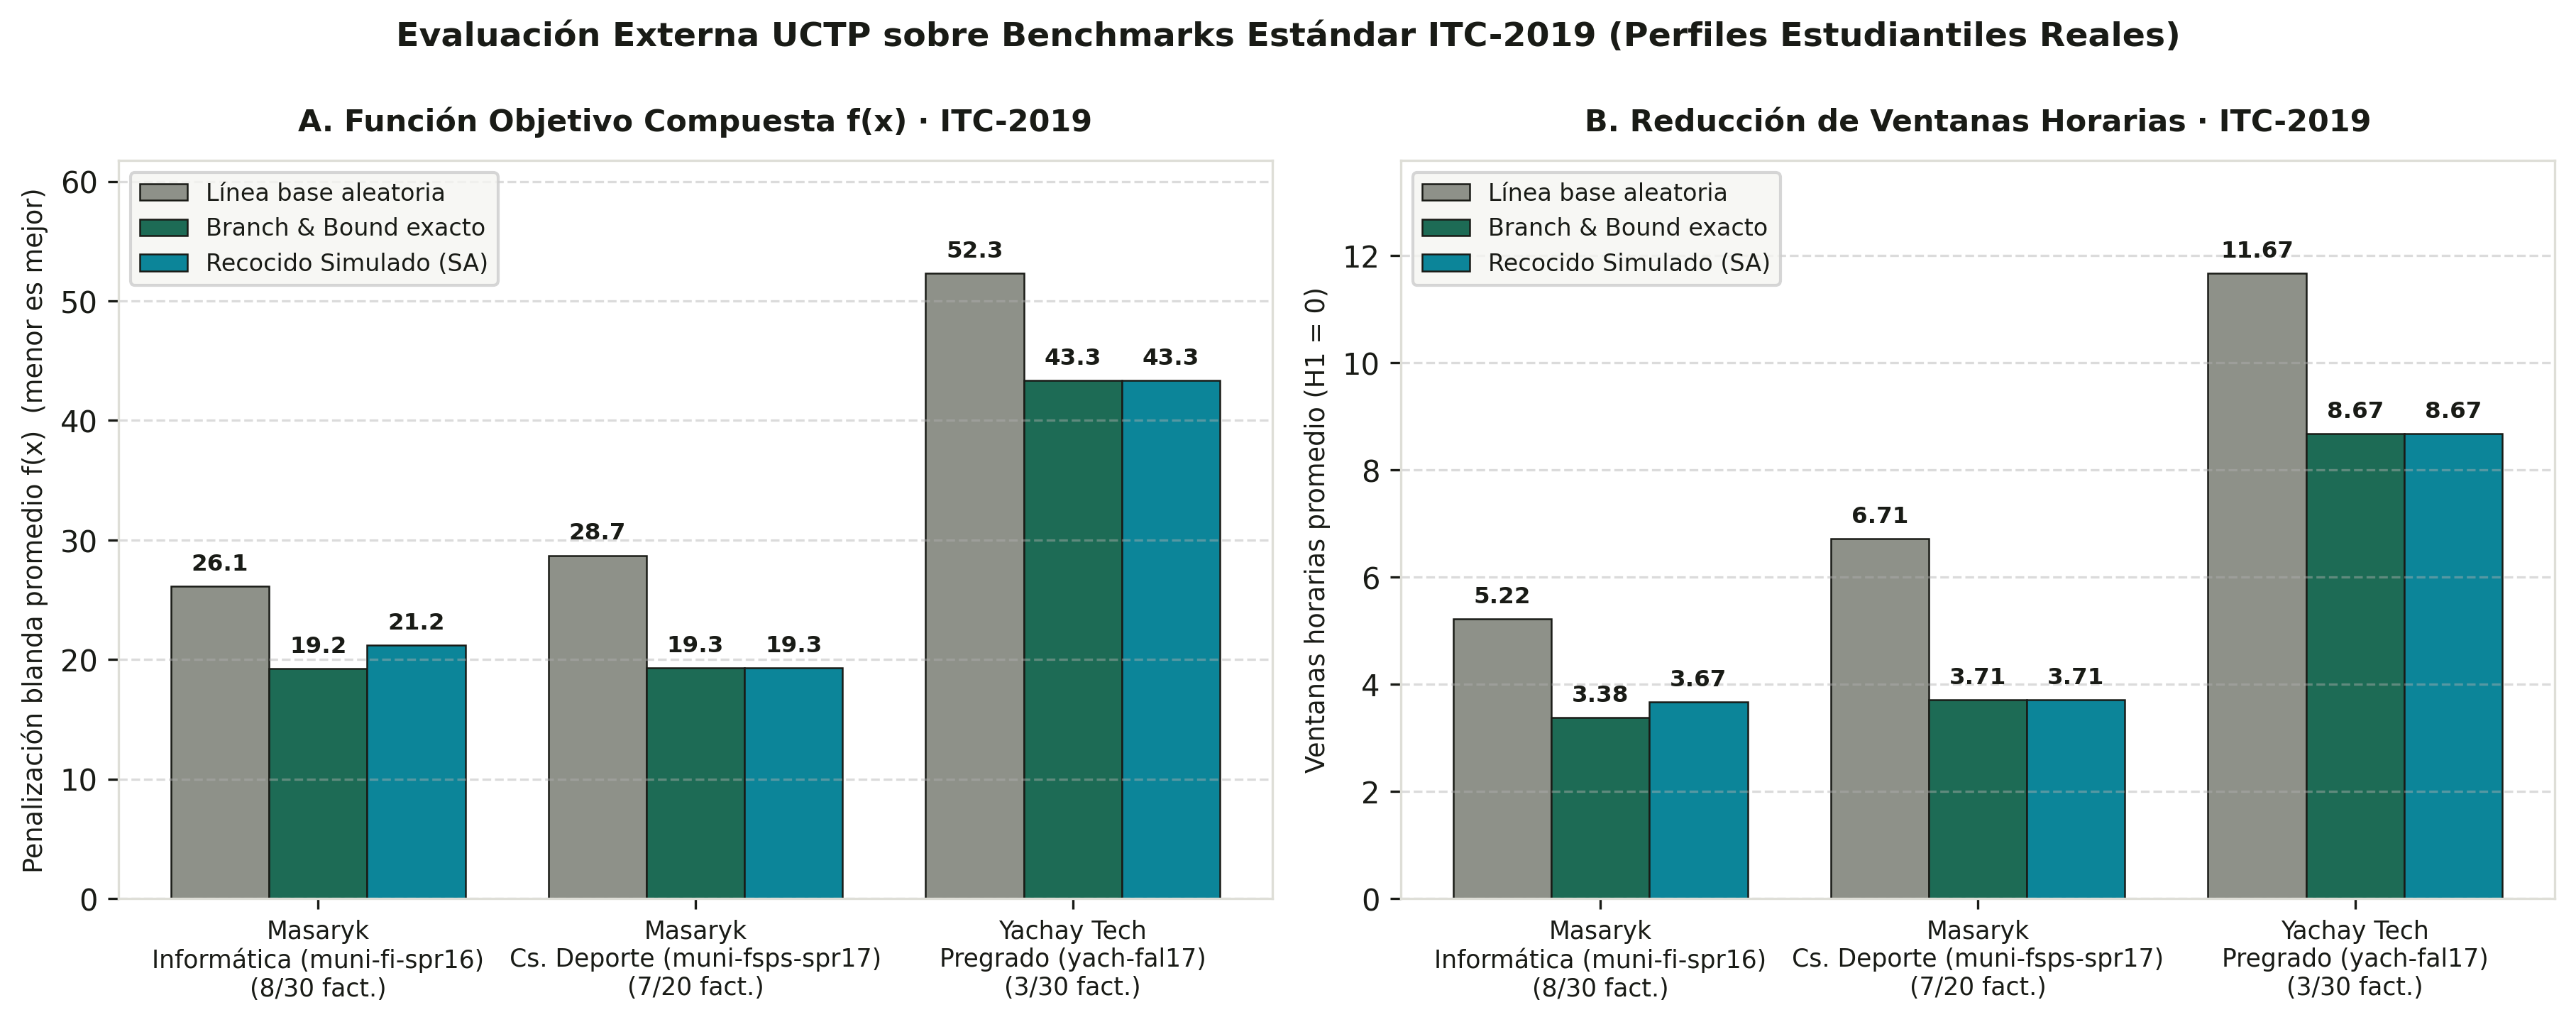 Evaluación Externa UCTP sobre Benchmarks Estándar ITC-2019 (Perfiles Estudiantiles Reales)
A. Función Objetivo Compuesta f(x) · ITC-2019
Penalización blanda promedio f(x)  (menor es mejor)
60
50
40
30
20
10
0
Línea base aleatoria
Branch & Bound exacto
Recocido Simulado (SA)
26.1
19.2
21.2
28.7
19.3
19.3
52.3
43.3
43.3
Masaryk
Informática (muni-fi-spr16)
(8/30 fact.)
Masaryk
Cs. Deporte (muni-fsps-spr17)
(7/20 fact.)
Yachay Tech
Pregrado (yach-fal17)
(3/30 fact.)
B. Reducción de Ventanas Horarias · ITC-2019
Ventanas horarias promedio (H1 = 0)
12
10
8
6
4
2
0
Línea base aleatoria
Branch & Bound exacto
Recocido Simulado (SA)
5.22
3.38
3.67
6.71
3.71
3.71
11.67
8.67
8.67
Masaryk
Informática (muni-fi-spr16)
(8/30 fact.)
Masaryk
Cs. Deporte (muni-fsps-spr17)
(7/20 fact.)
Yachay Tech
Pregrado (yach-fal17)
(3/30 fact.)